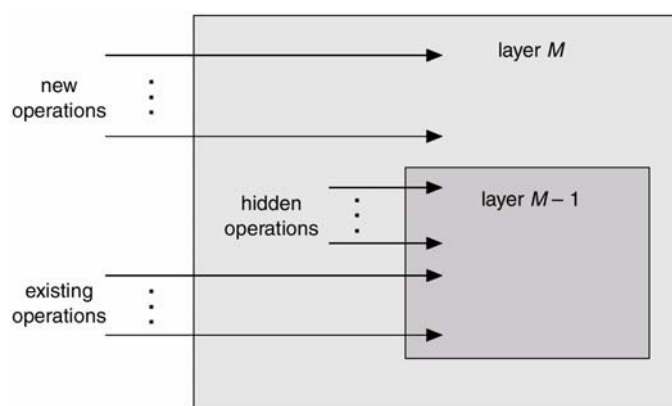 layer M
new
operations
hidden
operations
layer M – 1
existing
operations